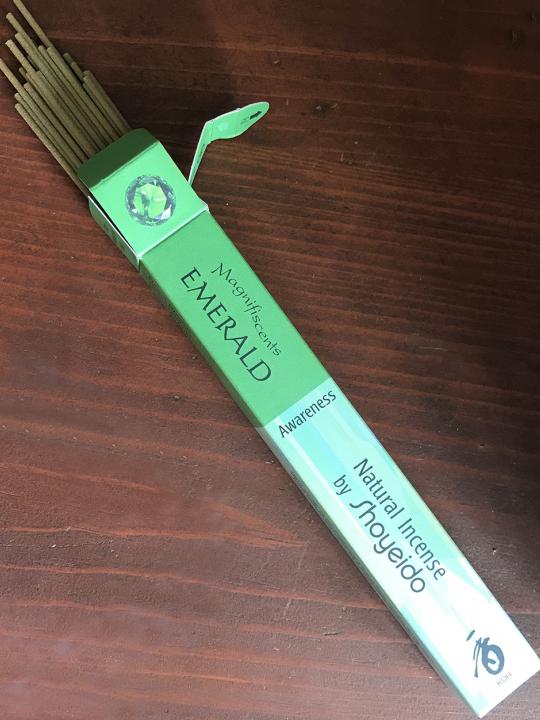 Magnifiscents
EMERALD
Awareness
Natural Incense
by Shoyeido
香
KOH